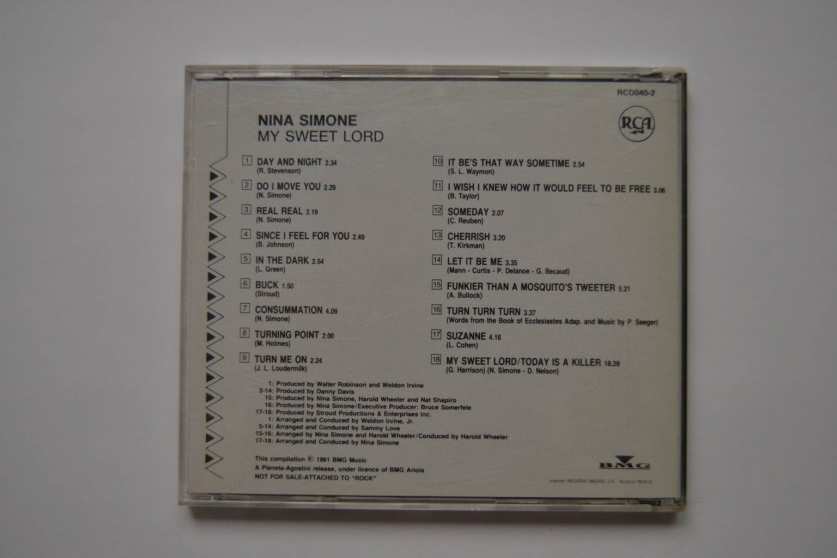 RCD040-2
RCA
NINA SIMONE
MY SWEET LORD
1 DAY AND NIGHT 2.34
(R. Stevenson)
2 DO I MOVE YOU 2.29
(N. Simone)
3 REAL REAL 2.19
(N. Simone)
4 SINCE I FEEL FOR YOU 2.49
(B. Johnson)
5 IN THE DARK 2.54
(L. Green)
6 BUCK 1.50
(Stroud)
7 CONSUMMATION 4.09
(N. Simone)
8 TURNING POINT 2.00
(M. Holmes)
9 TURN ME ON 2.24
(J. L. Loudermilk)
10 IT BE'S THAT WAY SOMETIME 2.54
(S. L. Waymon)
11 I WISH I KNEW HOW IT WOULD FEEL TO BE FREE 3.06
(B. Taylor)
12 SOMEDAY 2.07
(C. Reuben)
13 CHERRISH 3.20
(T. Kirkman)
14 LET IT BE ME 3.35
(Mann - Curtis - P. Delanoe - G. Becaud)
15 FUNKIER THAN A MOSQUITO'S TWEETER 5.21
(A. Bullock)
16 TURN TURN TURN 3.37
(Words from the Book of Ecclesiastes Adap. and Music by P. Seeger)
17 SUZANNE 4.16
(L. Cohen)
18 MY SWEET LORD/TODAY IS A KILLER 18.29
(G. Harrison) (N. Simone - D. Nelson)
1: Produced by Walter Robinson and Weldon Irvine
2-14: Produced by Danny Davis
15: Produced by Nina Simone, Harold Wheeler and Nat Shapiro
16: Produced by Nina Simone/Executive Producer: Bruce Somerfele
17-18: Produced by Stroud Productions & Enterprises Inc.
1: Arranged and Conducted by Weldon Irvine, Jr.
2-14: Arranged and Conducted by Sammy Love
15-16: Arranged by Nina Simone and Harold Wheeler/Conducted by Harold Wheeler
17-18: Arranged and Conducted by Nina Simone
This compilation Ⓟ 1991 BMG Music
A Planeta-Agostini release, under licence of BMG Ariola
NOT FOR SALE-ATTACHED TO "ROCK"
BMG